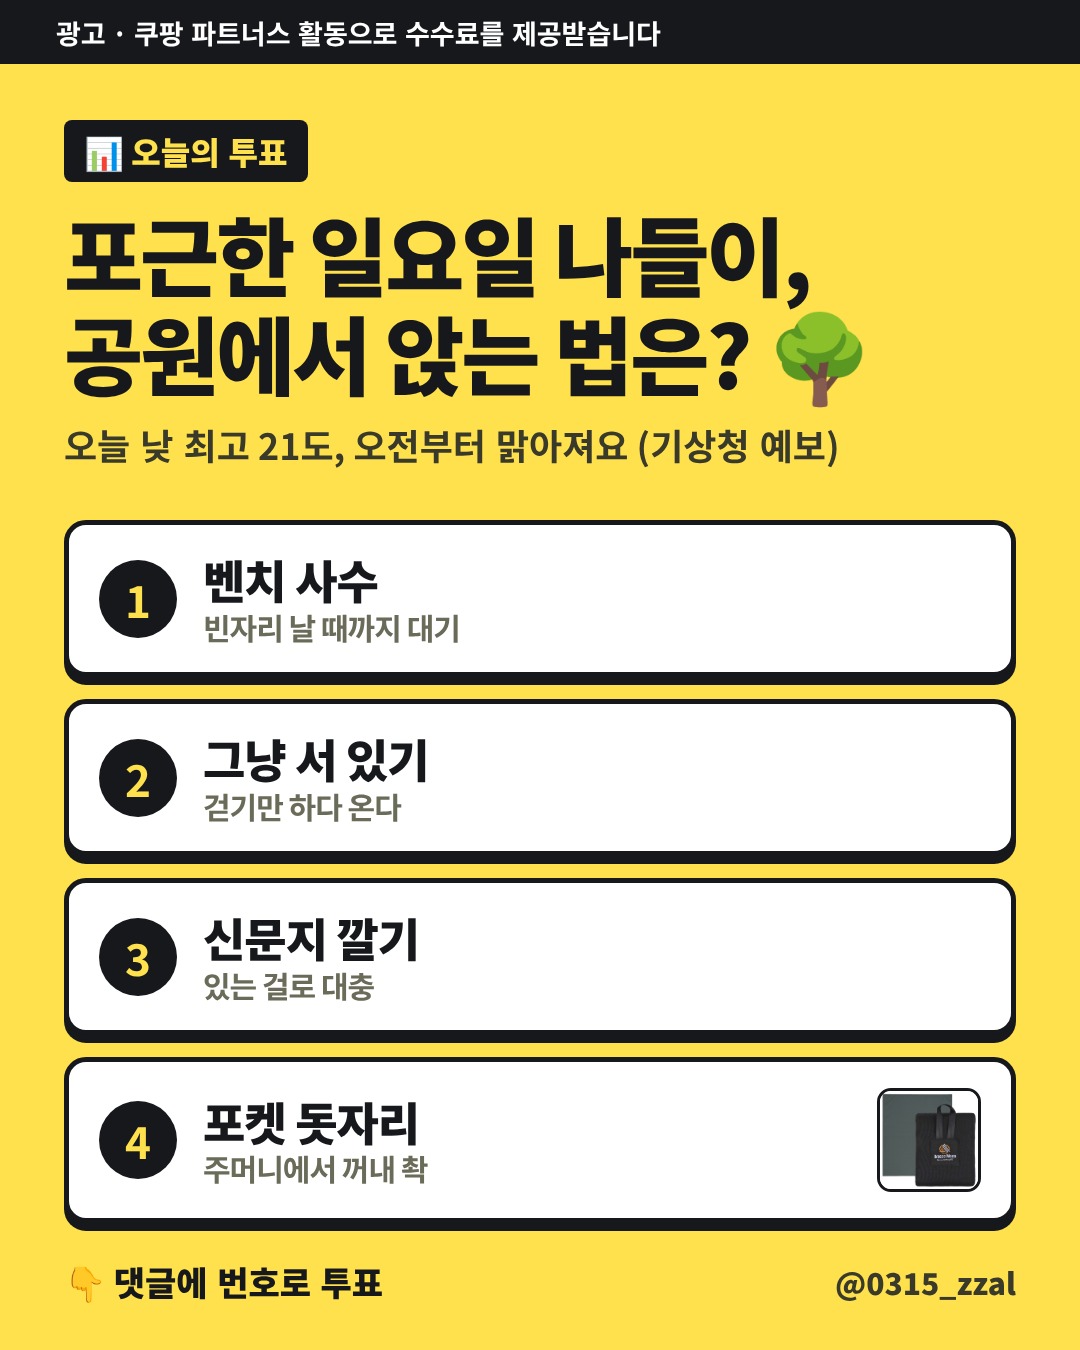 광고 · 쿠팡 파트너스 활동으로 수수료를 제공받습니다
📊 오늘의 투표
포근한 일요일 나들이,
공원에서 앉는 법은? 🌳
오늘 낮 최고 21도, 오전부터 맑아져요 (기상청 예보)
1
벤치 사수
빈자리 날 때까지 대기
2
그냥 서 있기
걷기만 하다 온다
3
신문지 깔기
있는 걸로 대충
4
포켓 돗자리
주머니에서 꺼내 촥
👇 댓글에 번호로 투표
@0315_zzal